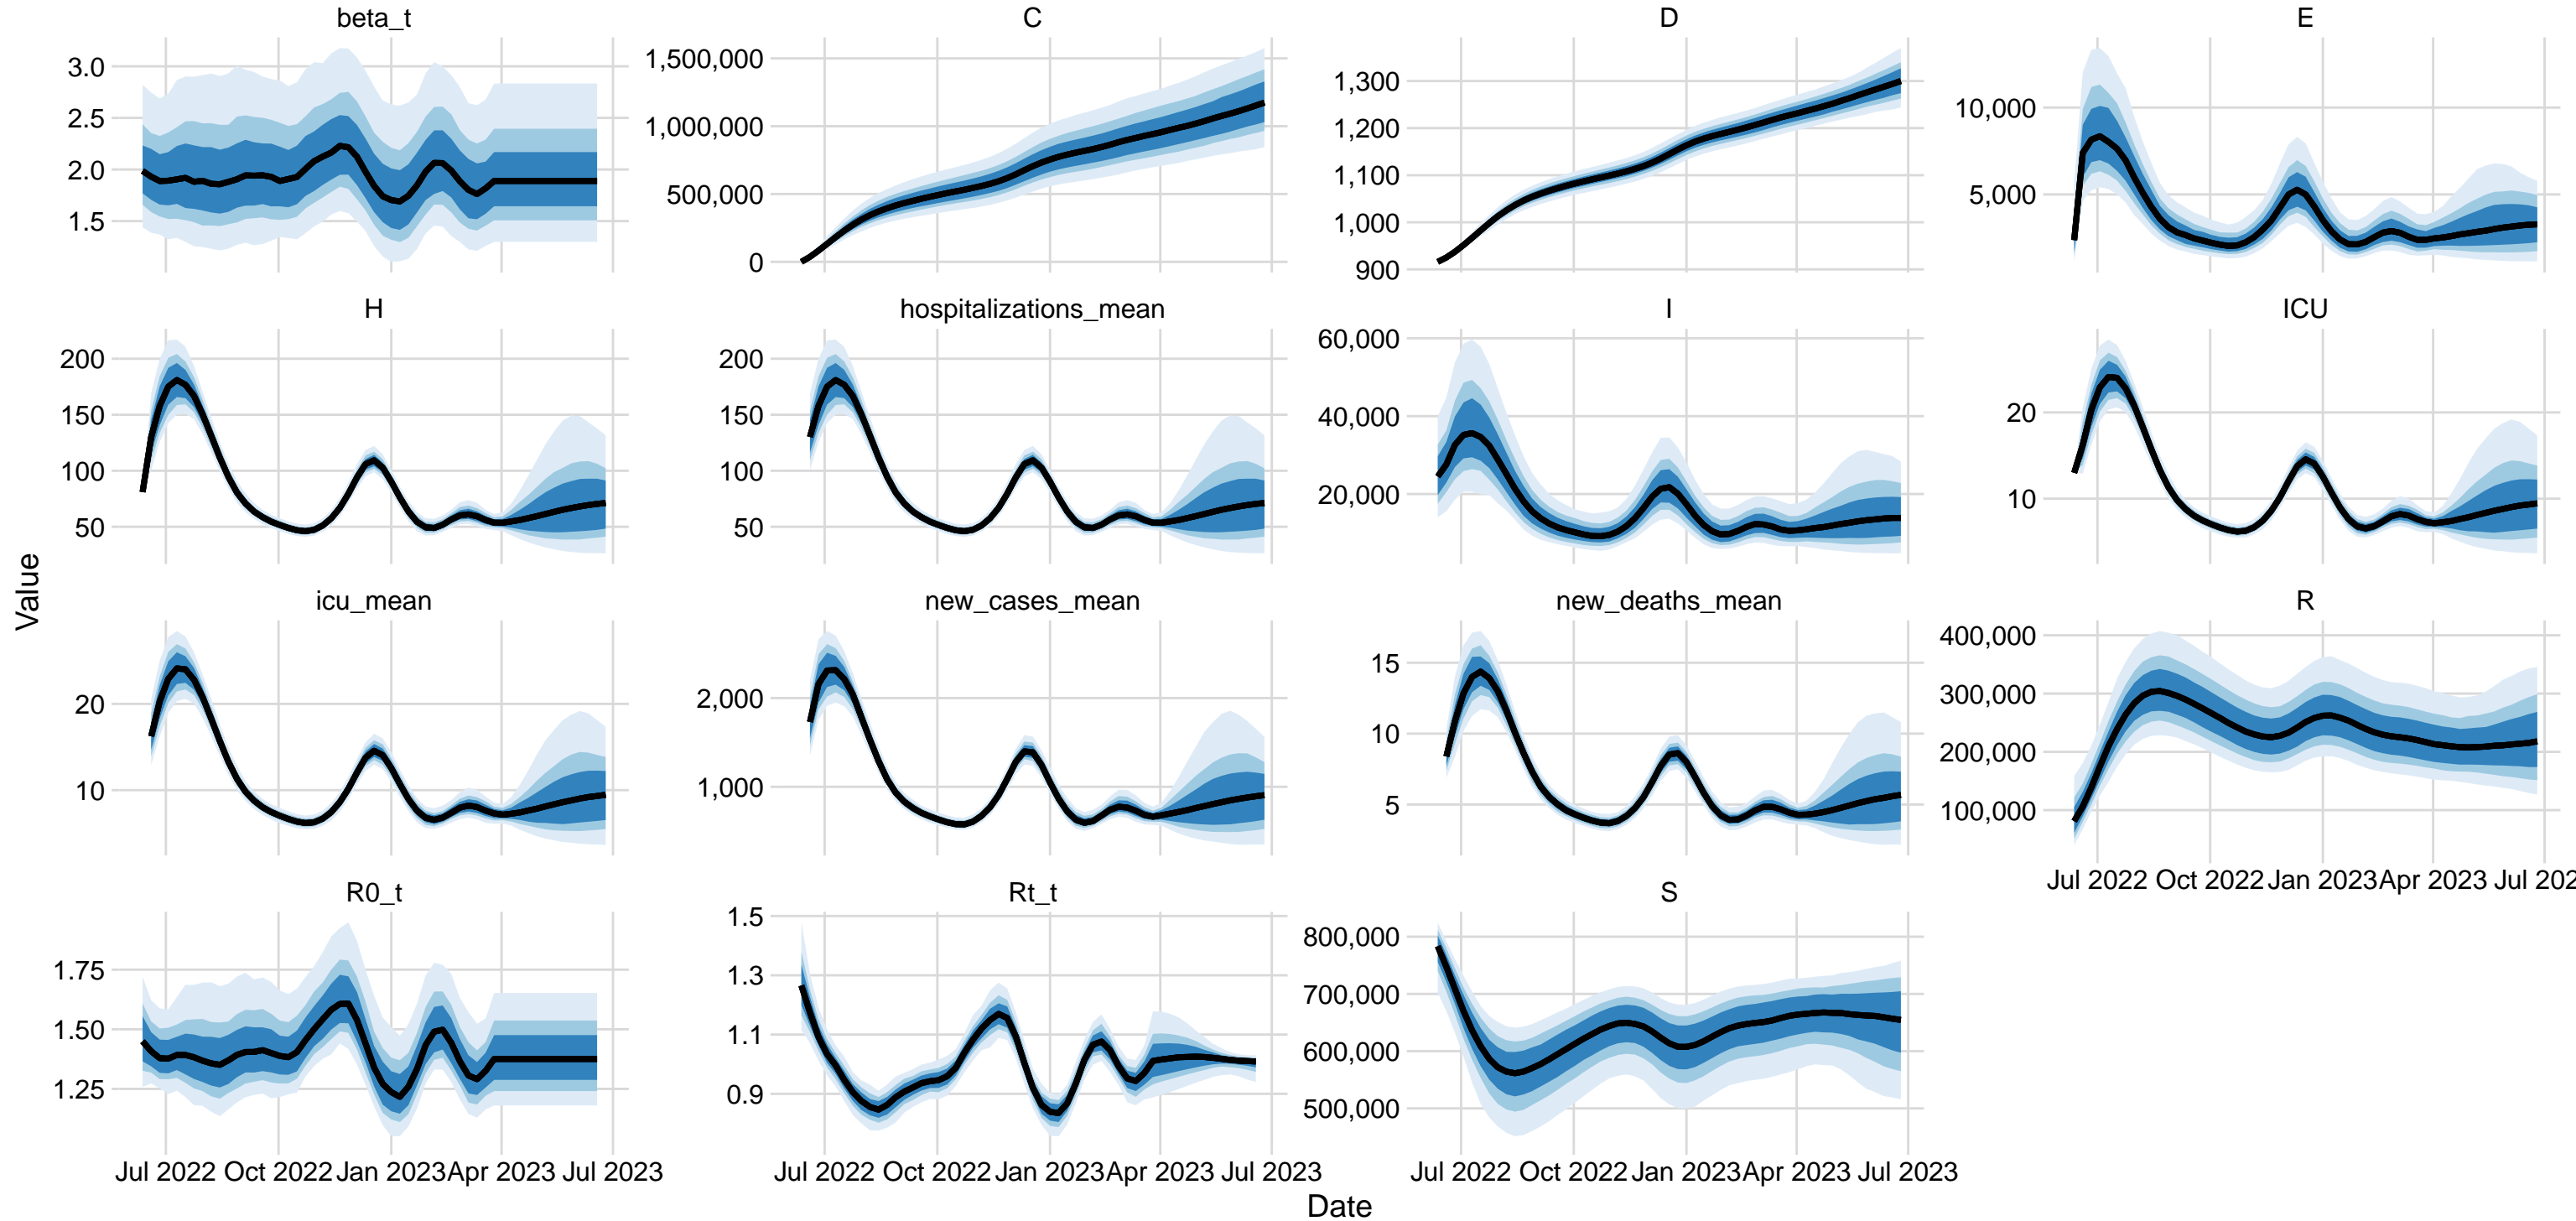 beta_t
C
D
E
3.0
2.5
2.0
1.5
1,500,000
1,000,000
500,000
0
1,300
1,200
1,100
1,000
900
10,000
5,000
H
hospitalizations_mean
I
ICU
200
150
100
50
200
150
100
50
60,000
40,000
20,000
20
10
Value
icu_mean
new_cases_mean
new_deaths_mean
R
20
10
2,000
1,000
15
10
5
400,000
300,000
200,000
100,000
Jul 2022 Oct 2022 Jan 2023 Apr 2023 Jul 202
R0_t
Rt_t
S
1.75
1.50
1.25
1.5
1.3
1.1
0.9
800,000
700,000
600,000
500,000
Jul 2022 Oct 2022 Jan 2023 Apr 2023 Jul 2023
Jul 2022 Oct 2022 Jan 2023 Apr 2023 Jul 2023
Jul 2022 Oct 2022 Jan 2023 Apr 2023 Jul 2023
Date